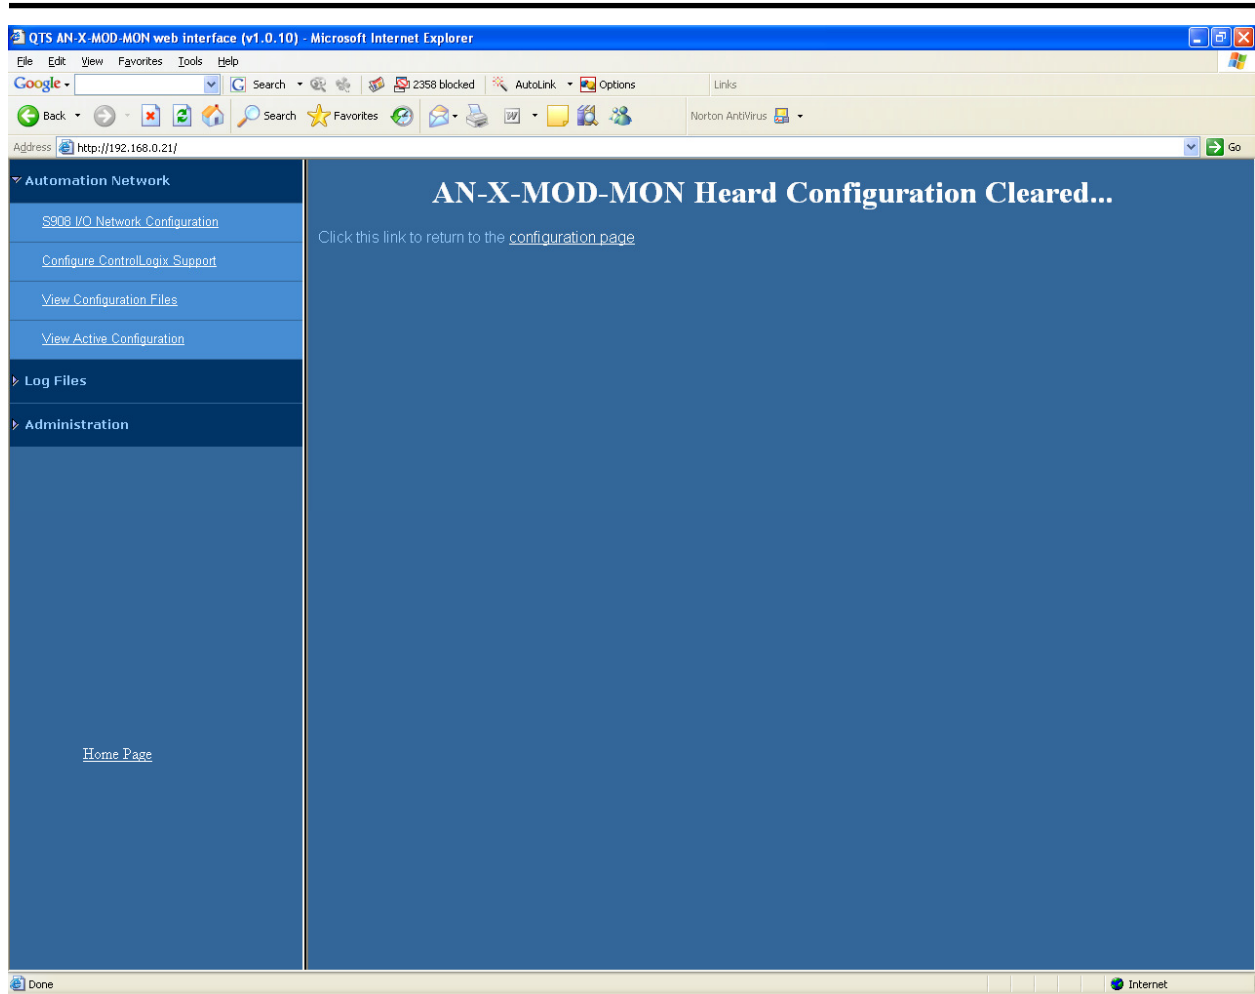 QTS AN-X-MOD-MON web interface (v1.0.10) - Microsoft Internet Explorer
File Edit View Favorites Tools Help
Google Search 2358 blocked AutoLink Options Links
Back Search Favorites Norton AntiVirus
Address http://192.168.0.21/ Go
Automation Network
S908 I/O Network Configuration
Configure ControlLogix Support
View Configuration Files
View Active Configuration
Log Files
Administration
Home Page
AN-X-MOD-MON Heard Configuration Cleared...
Click this link to return to the configuration page
Done Internet